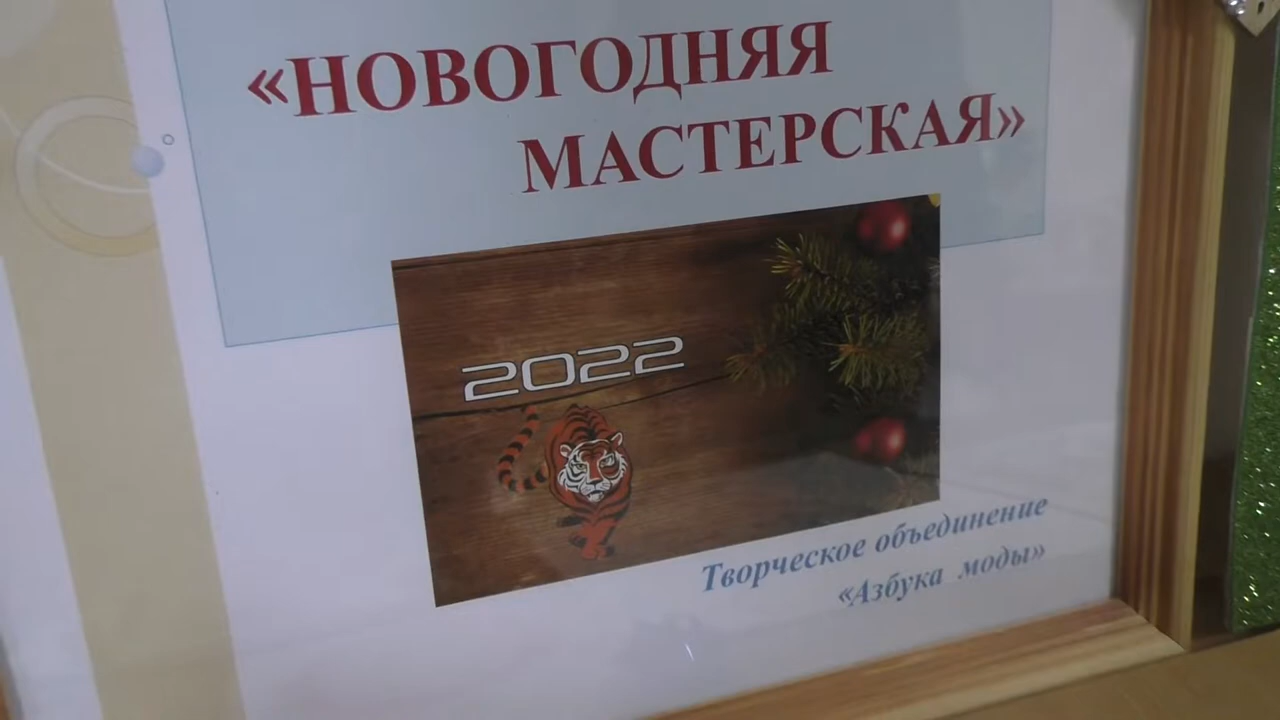 «НОВОГОДНЯЯ
МАСТЕРСКАЯ»
2022
Творческое объединение
«Азбука моды»